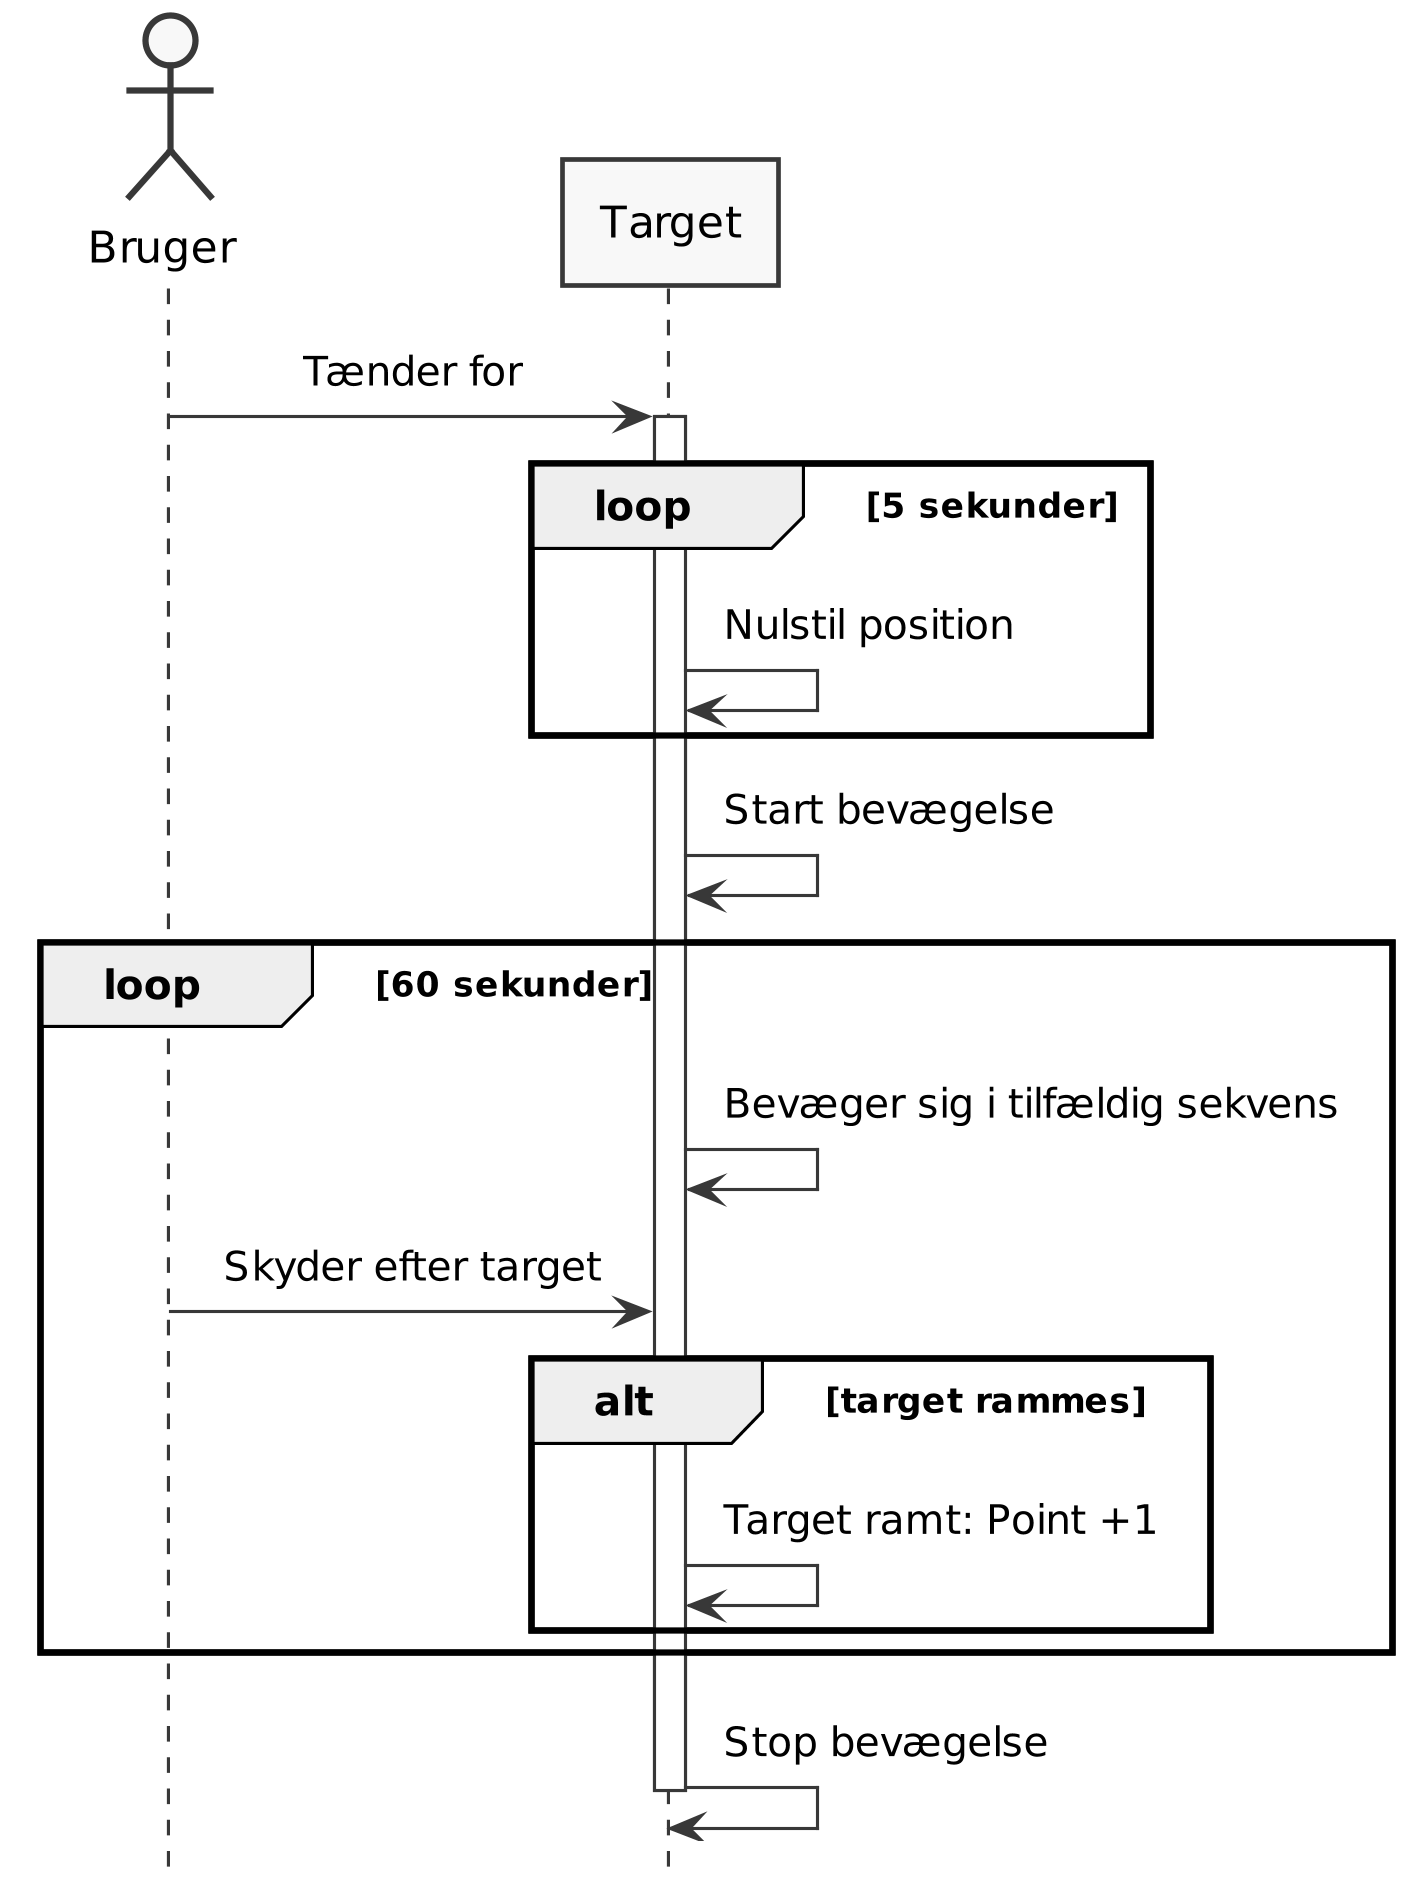 Bruger
Target
Tænder for
loop [5 sekunder]
Nulstil position
Start bevægelse
loop [60 sekunder]
Bevæger sig i tilfældig sekvens
Skyder efter target
alt [target rammes]
Target ramt: Point +1
Stop bevægelse